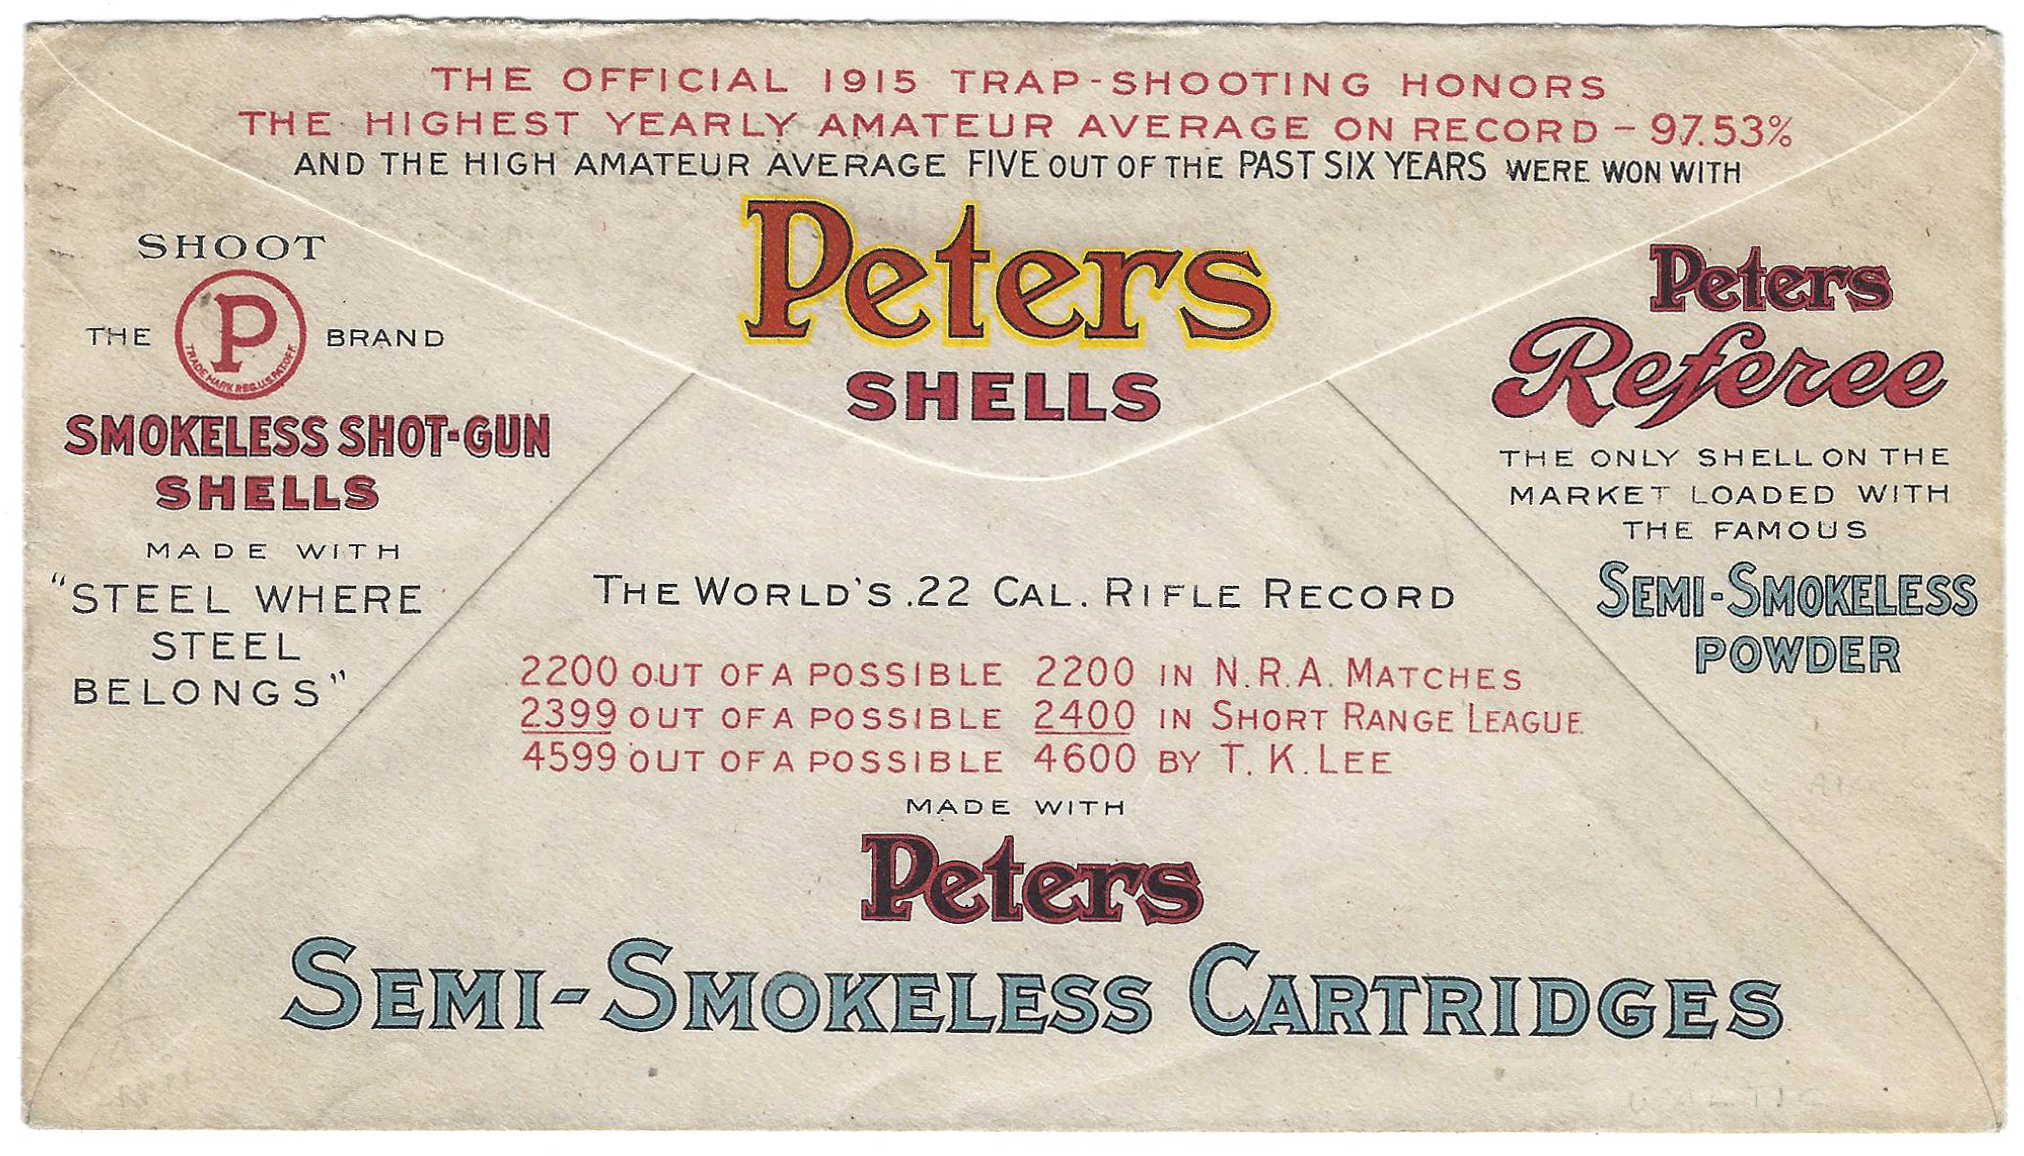 THE OFFICIAL 1915 TRAP-SHOOTING HONORS
THE HIGHEST YEARLY AMATEUR AVERAGE ON RECORD – 97.53%
AND THE HIGH AMATEUR AVERAGE FIVE OUT OF THE PAST SIX YEARS WERE WON WITH
Peters
SHELLS
SHOOT
THE P BRAND
TRADE MARK REG. U.S. PAT. OFF.
SMOKELESS SHOT-GUN
SHELLS
MADE WITH
"STEEL WHERE
STEEL
BELONGS"
Peters
Referee
THE ONLY SHELL ON THE
MARKET LOADED WITH
THE FAMOUS
SEMI-SMOKELESS
POWDER
THE WORLD'S .22 CAL. RIFLE RECORD
2200 OUT OF A POSSIBLE 2200 IN N.R.A. MATCHES
2399 OUT OF A POSSIBLE 2400 IN SHORT RANGE LEAGUE
4599 OUT OF A POSSIBLE 4600 BY T. K. LEE
MADE WITH
Peters
SEMI-SMOKELESS CARTRIDGES